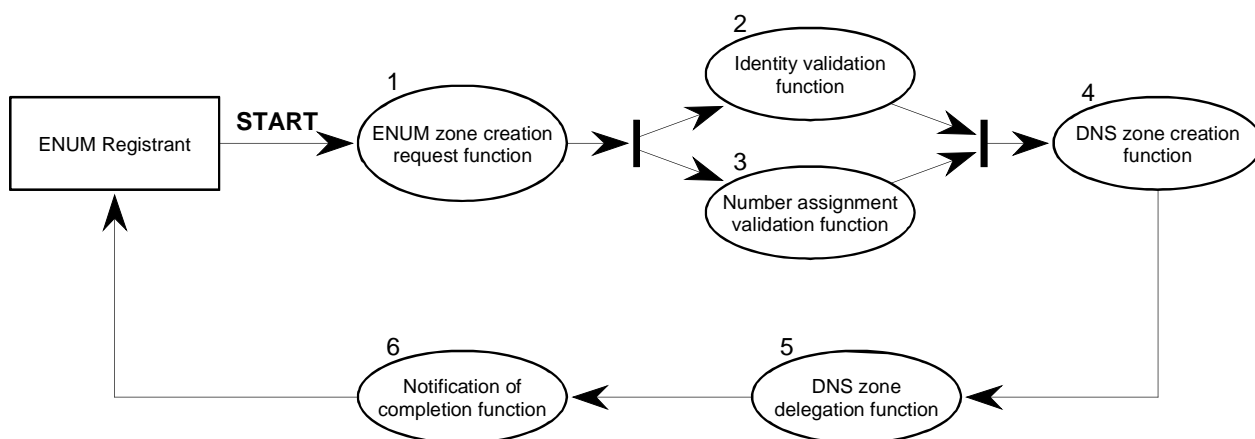 ENUM Registrant
START
1
ENUM zone creation
request function
2
Identity validation
function
3
Number assignment
validation function
4
DNS zone creation
function
5
DNS zone
delegation function
6
Notification of
completion function